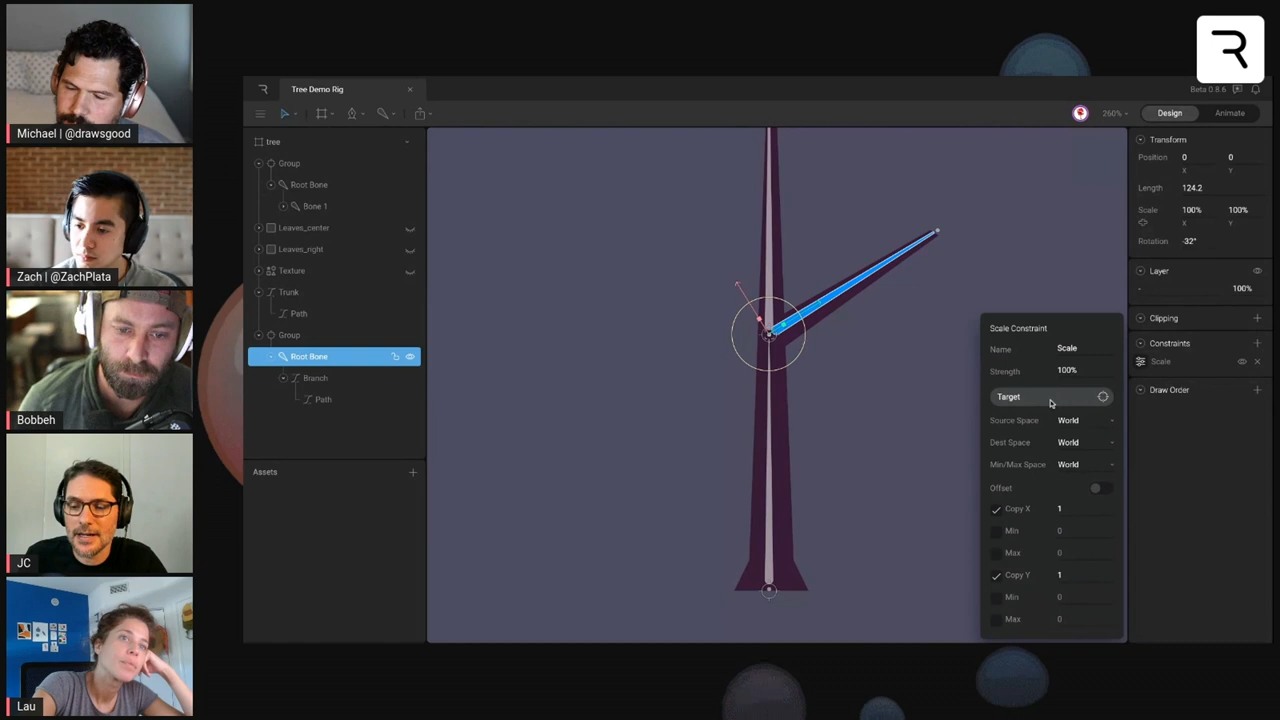 Michael | @drawsgood
Zach | @ZachPlata
Bobbeh
JC
Lau
Tree Demo Rig
Beta 0.8.6
260%
Design
Animate
tree
Group
Root Bone
Bone 1
Leaves_center
Leaves_right
Texture
Trunk
Path
Group
Root Bone
Branch
Path
Assets
Scale Constraint
Name Scale
Strength 100%
Target
Source Space World
Dest Space World
Min/Max Space World
Offset
Copy X 1
Min 0
Max 0
Copy Y 1
Min 0
Max 0
Transform
Position 0 0
X Y
Length 124.2
Scale 100% 100%
X Y
Rotation -32°
Layer
- 100%
Clipping
Constraints
Scale
Draw Order